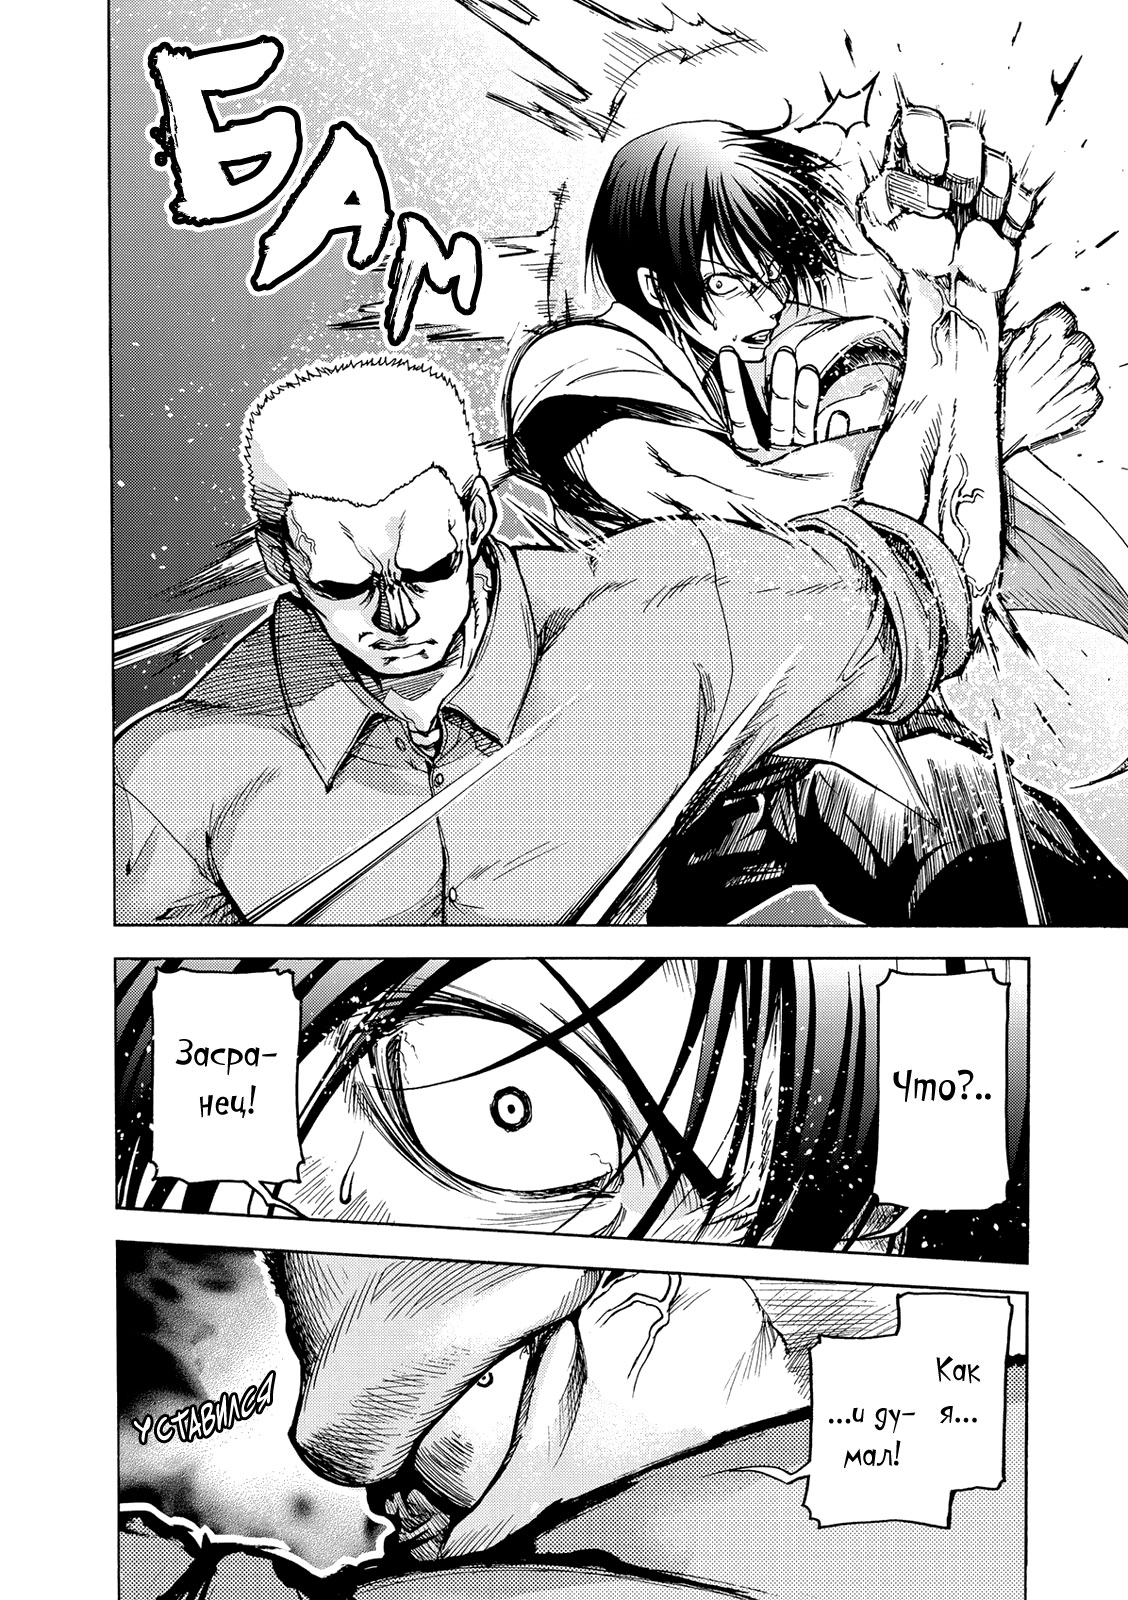 БАМ
Что?..
Засра-
нец!
Как
я...
...и ду-
мал!
УСТАВИЛСЯ